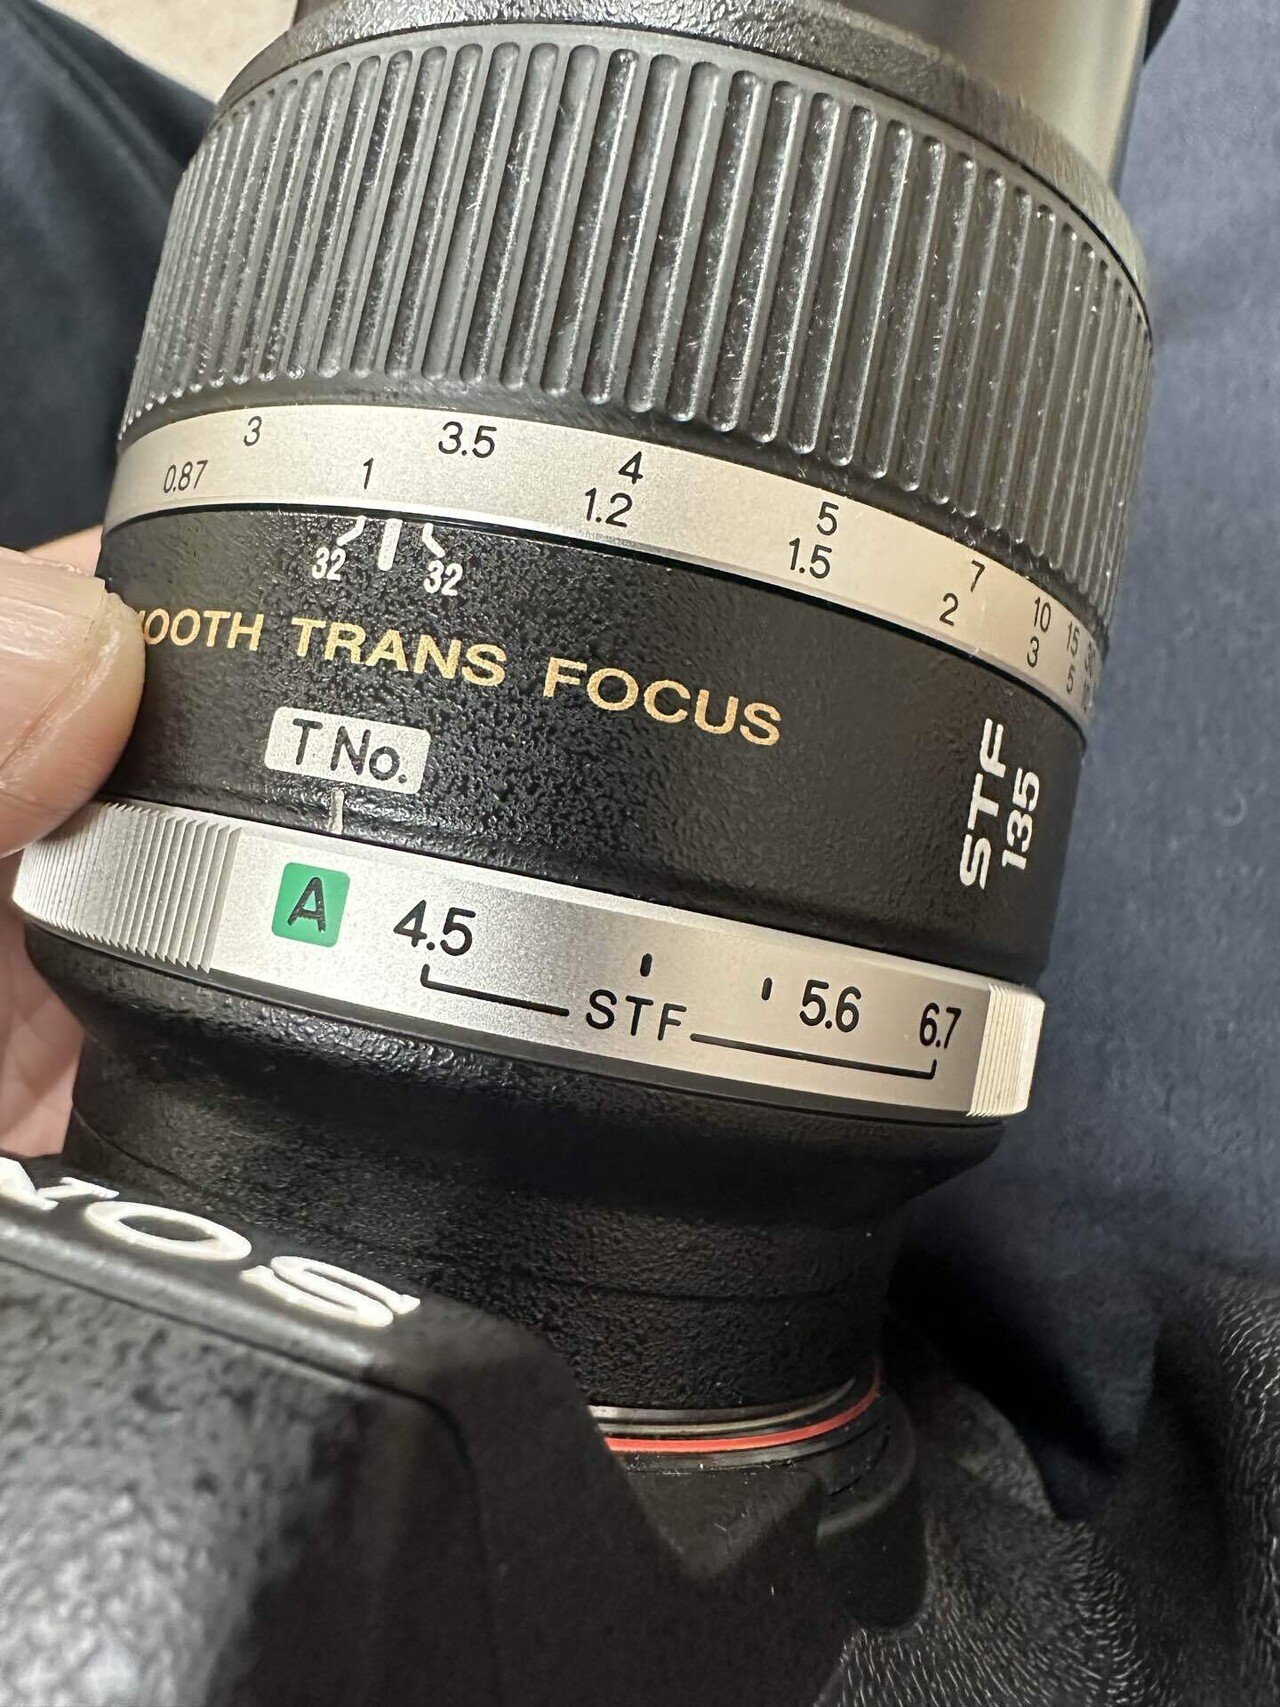 3 3.5 4 5 7 10 15
0.87 1 1.2 1.5 2 3 5
32 32
MOOTH TRANS FOCUS
STF
135
T No.
A 4.5 5.6 6.7
STF
SONY